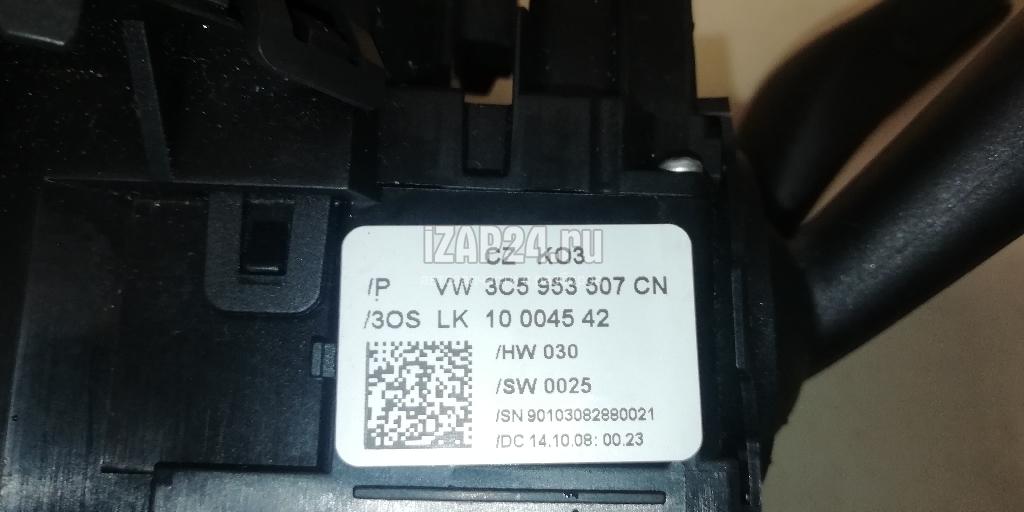 iZAP24.ru
CZ KO3
/P VW 3C5 953 507 CN
/3OS LK 10 0045 42
/HW 030
/SW 0025
/SN 90103082880021
/DC 14.10.08: 00.23